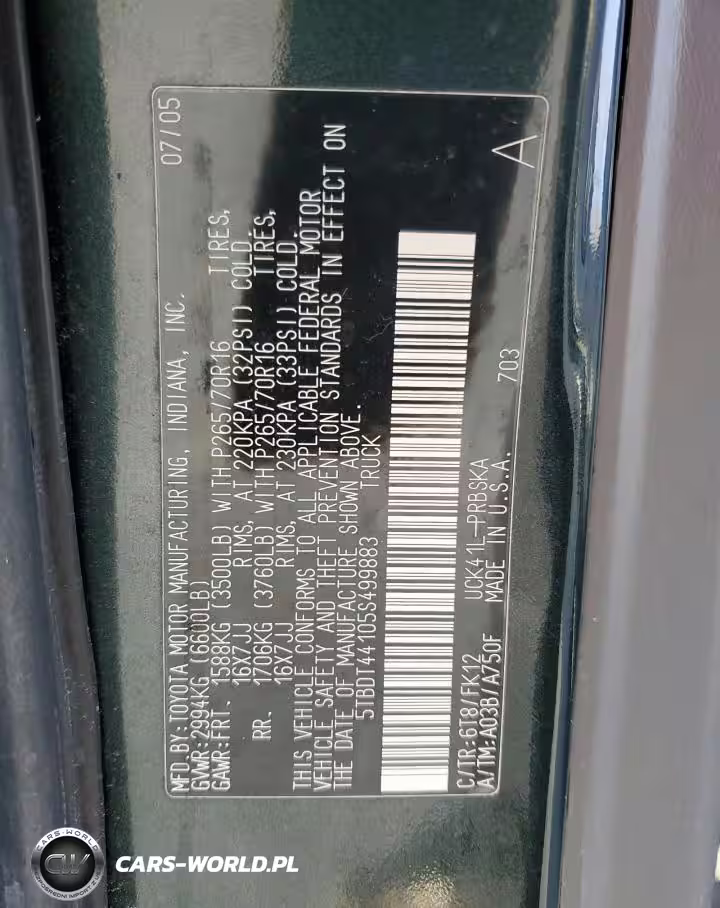 MFD.BY:TOYOTA MOTOR MANUFACTURING, INDIANA, INC. 07/05
GVWR:2994KG(6600LB)
GAWR:FRT. 1588KG (3500LB) WITH P265/70R16 TIRES,
16X7JJ RIMS, AT 220KPA (32PSI) COLD.
RR. 1706KG (3760LB) WITH P265/70R16 TIRES,
16X7JJ RIMS, AT 230KPA (33PSI) COLD.
THIS VEHICLE CONFORMS TO ALL APPLICABLE FEDERAL MOTOR
VEHICLE SAFETY AND THEFT PREVENTION STANDARDS IN EFFECT ON
THE DATE OF MANUFACTURE SHOWN ABOVE.
5TBDT44105S499883 TRUCK
C/TR:6T8/FK12 UCK41L-PRBSKA
A/TM:A03B/A750F MADE IN U.S.A. 703
A
CARS-WORLD
CW
CARS-WORLD.PL